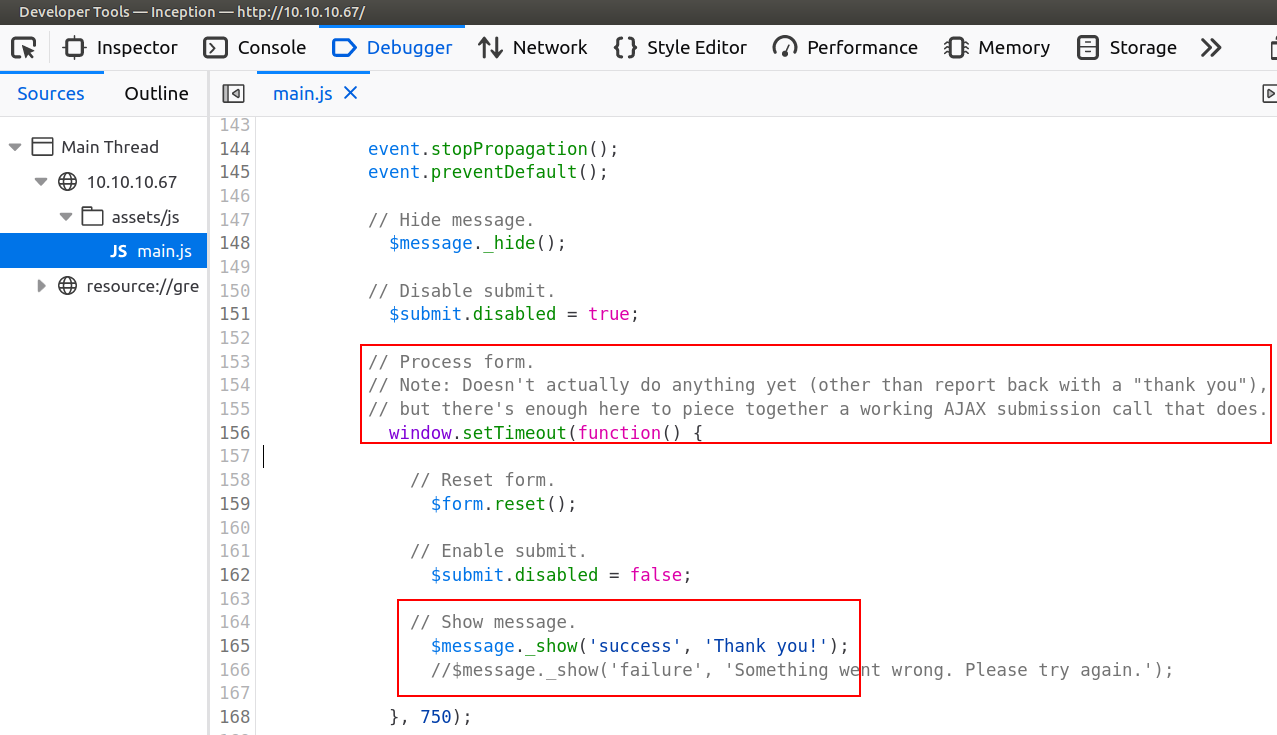 Developer Tools — Inception — http://10.10.10.67/
Inspector Console Debugger Network {} Style Editor Performance Memory Storage
Sources Outline main.js
Main Thread
10.10.10.67
assets/js
JS main.js
resource://gre
143
144 event.stopPropagation();
145 event.preventDefault();
146
147 // Hide message.
148 $message._hide();
149
150 // Disable submit.
151 $submit.disabled = true;
152
153 // Process form.
154 // Note: Doesn't actually do anything yet (other than report back with a "thank you"),
155 // but there's enough here to piece together a working AJAX submission call that does.
156 window.setTimeout(function() {
157
158 // Reset form.
159 $form.reset();
160
161 // Enable submit.
162 $submit.disabled = false;
163
164 // Show message.
165 $message._show('success', 'Thank you!');
166 //$message._show('failure', 'Something went wrong. Please try again.');
167
168 }, 750);